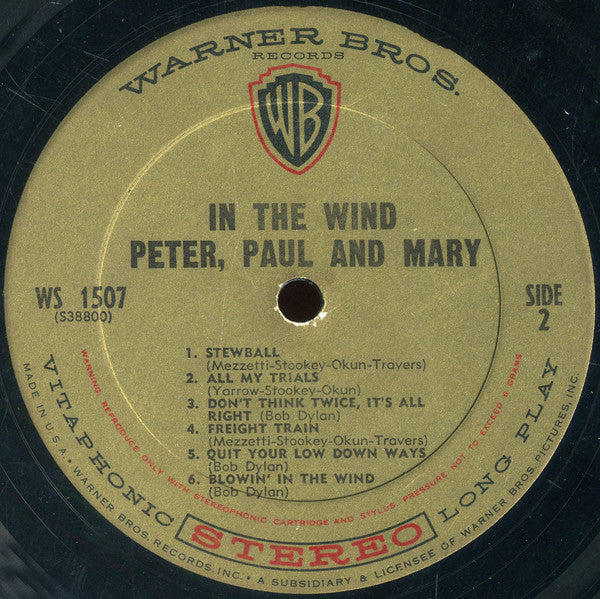 WARNER BROS.
RECORDS
WB
IN THE WIND
PETER, PAUL AND MARY
WS 1507
(S38800)
SIDE
2
1. STEWBALL
(Mezzetti-Stookey-Okun-Travers)
2. ALL MY TRIALS
(Yarrow-Stookey-Okun)
3. DON'T THINK TWICE, IT'S ALL
RIGHT (Bob Dylan)
4. FREIGHT TRAIN
(Mezzetti-Stookey-Okun-Travers)
5. QUIT YOUR LOW DOWN WAYS
(Bob Dylan)
6. BLOWIN' IN THE WIND
(Bob Dylan)
WARNING: REPRODUCE ONLY WITH STEREOPHONIC CARTRIDGE AND STYLUS. PRESSURE NOT TO EXCEED 6 GRAMS
VITAPHONIC STEREO LONG PLAY
MADE IN U.S.A. • WARNER BROS. RECORDS, INC. • A SUBSIDIARY & LICENSEE OF WARNER BROS. PICTURES, INC.